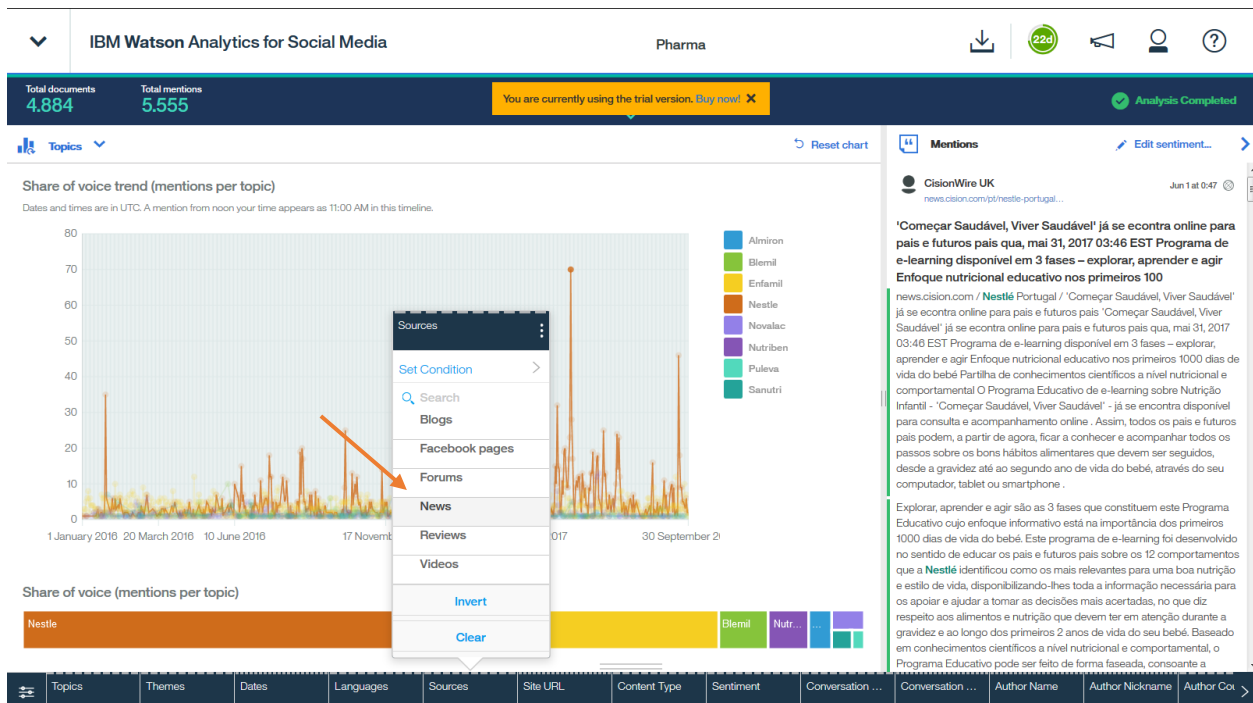 IBM Watson Analytics for Social Media
Pharma
22d
Total documents
4.884
Total mentions
5.555
You are currently using the trial version. Buy now!
Analysis Completed
Topics
Reset chart
Share of voice trend (mentions per topic)
Dates and times are in UTC. A mention from noon your time appears as 11:00 AM in this timeline.
80
70
60
50
40
30
20
10
0
1 January 2016
20 March 2016
10 June 2016
17 Novemb
017
30 September 2
Almiron
Blemil
Enfamil
Nestle
Novalac
Nutriben
Puleva
Sanutri
Sources
Set Condition
Search
Blogs
Facebook pages
Forums
News
Reviews
Videos
Invert
Clear
Share of voice (mentions per topic)
Nestle
Blemil
Nutr...
...
Mentions
Edit sentiment...
CisionWire UK
Jun 1 at 0:47
news.cision.com/pt/nestle-portugal...
'Começar Saudável, Viver Saudável' já se econtra online para
pais e futuros pais qua, mai 31, 2017 03:46 EST Programa de
e-learning disponível em 3 fases – explorar, aprender e agir
Enfoque nutricional educativo nos primeiros 100
news.cision.com / Nestlé Portugal / 'Começar Saudável, Viver Saudável'
já se econtra online para pais e futuros pais 'Começar Saudável, Viver
Saudável' já se econtra online para pais e futuros pais qua, mai 31, 2017
03:46 EST Programa de e-learning disponível em 3 fases – explorar,
aprender e agir Enfoque nutricional educativo nos primeiros 1000 dias de
vida do bebé Partilha de conhecimentos científicos a nível nutricional e
comportamental O Programa Educativo de e-learning sobre Nutrição
Infantil - 'Começar Saudável, Viver Saudável' - já se encontra disponível
para consulta e acompanhamento online . Assim, todos os pais e futuros
pais podem, a partir de agora, ficar a conhecer e acompanhar todos os
passos sobre os bons hábitos alimentares que devem ser seguidos,
desde a gravidez até ao segundo ano de vida do bebé, através do seu
computador, tablet ou smartphone .
Explorar, aprender e agir são as 3 fases que constituem este Programa
Educativo cujo enfoque informativo está na importância dos primeiros
1000 dias de vida do bebé. Este programa de e-learning foi desenvolvido
no sentido de educar os pais e futuros pais sobre os 12 comportamentos
que a Nestlé identificou como os mais relevantes para uma boa nutrição
e estilo de vida, disponibilizando-lhes toda a informação necessária para
os apoiar e ajudar a tomar as decisões mais acertadas, no que diz
respeito aos alimentos e nutrição que devem ter em atenção durante a
gravidez e ao longo dos primeiros 2 anos de vida do seu bebé. Baseado
em conhecimentos científicos a nível nutricional e comportamental, o
Programa Educativo pode ser feito de forma faseada, consoante a
Topics
Themes
Dates
Languages
Sources
Site URL
Content Type
Sentiment
Conversation ...
Conversation ...
Author Name
Author Nickname
Author Cou